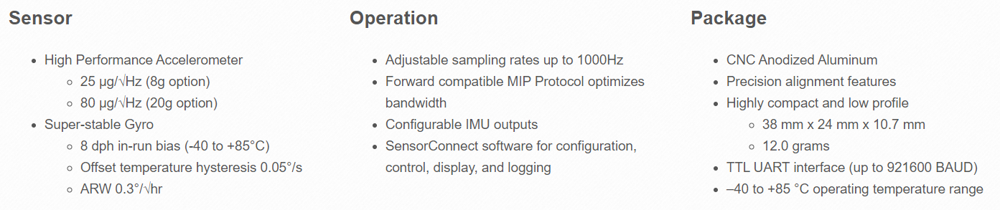 Sensor
High Performance Accelerometer
25 µg/√Hz (8g option)
80 µg/√Hz (20g option)
Super-stable Gyro
8 dph in-run bias (-40 to +85°C)
Offset temperature hysteresis 0.05°/s
ARW 0.3°/√hr
Operation
Adjustable sampling rates up to 1000Hz
Forward compatible MIP Protocol optimizes
bandwidth
Configurable IMU outputs
SensorConnect software for configuration,
control, display, and logging
Package
CNC Anodized Aluminum
Precision alignment features
Highly compact and low profile
38 mm x 24 mm x 10.7 mm
12.0 grams
TTL UART interface (up to 921600 BAUD)
–40 to +85 °C operating temperature range